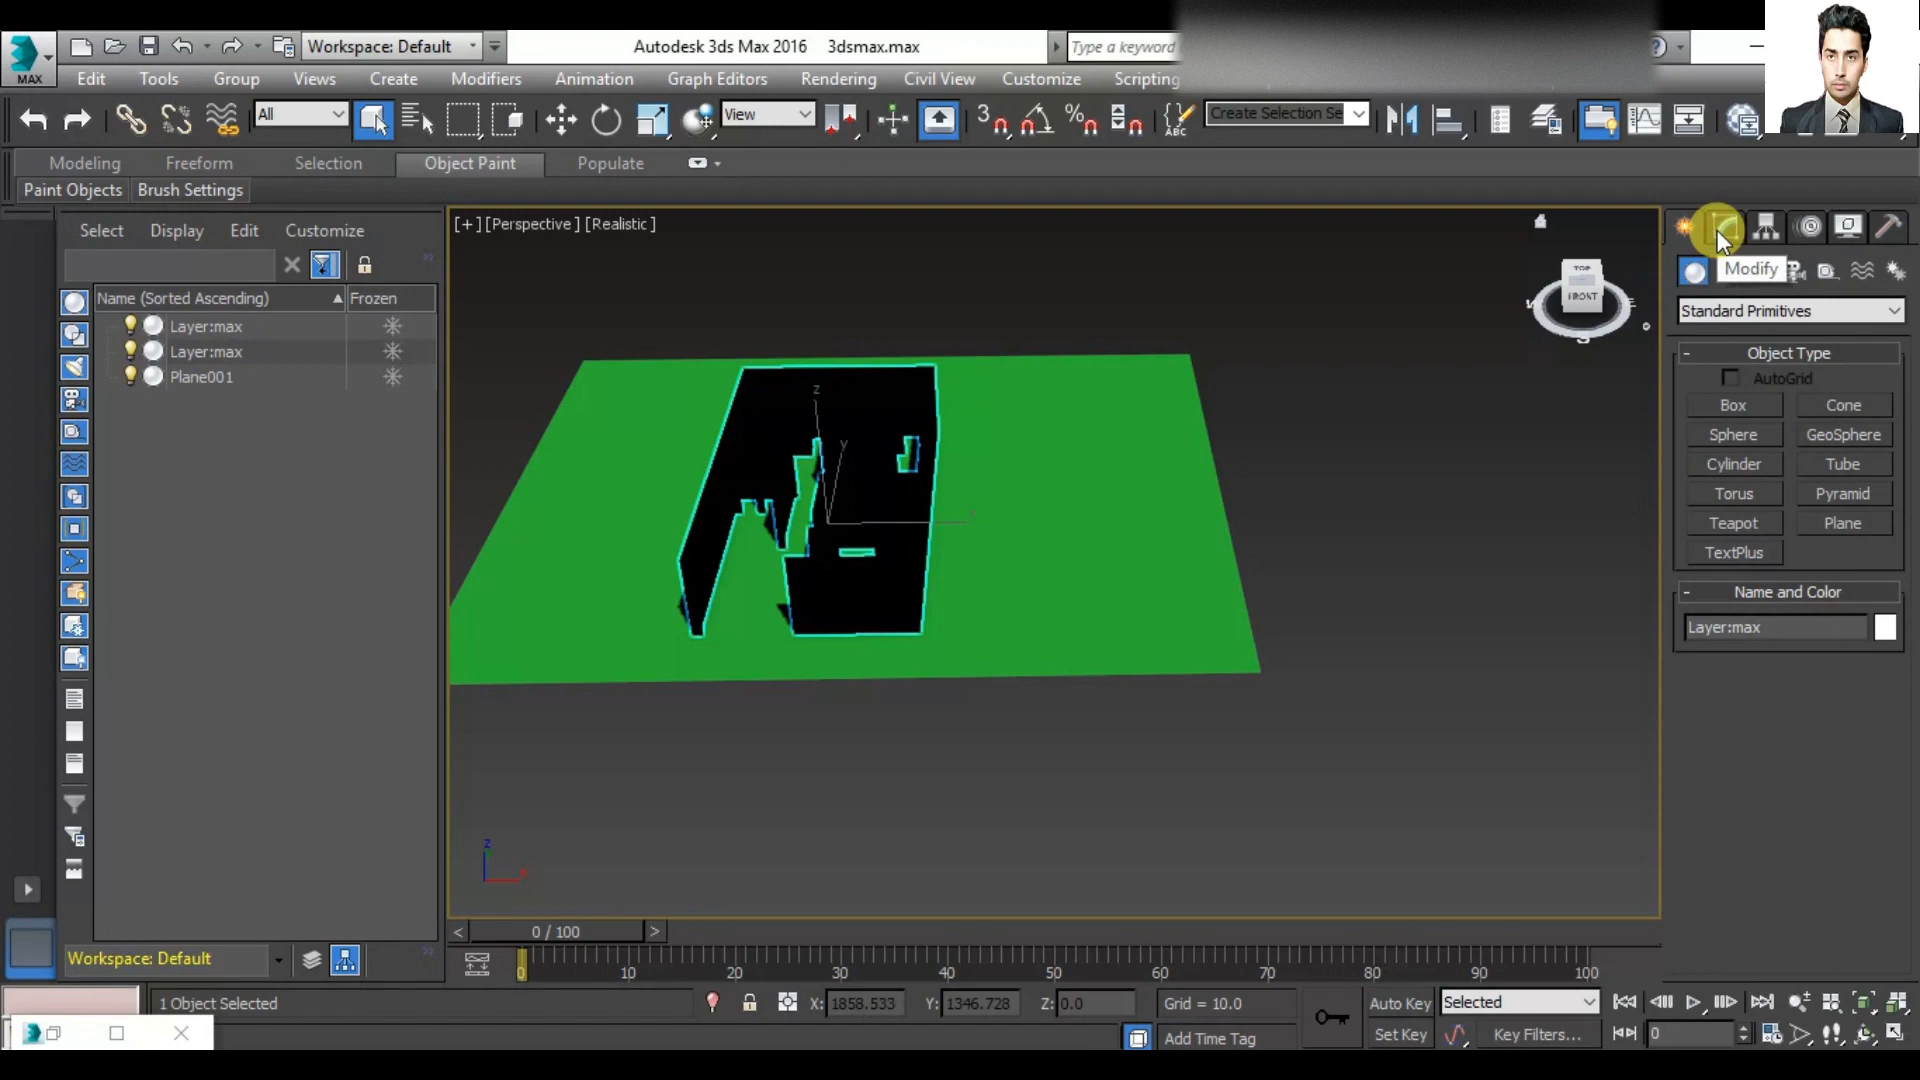 Workspace: Default
Autodesk 3ds Max 2016 3dsmax.max
Type a keyword
MAX
Edit Tools Group Views Create Modifiers Animation Graph Editors Rendering Civil View Customize Scripting
All
View
3
%
ABC
Create Selection Se
Modeling Freeform Selection Object Paint Populate
Paint Objects Brush Settings
Select Display Edit Customize
[+] [Perspective ] [Realistic ]
Name (Sorted Ascending) Frozen
Layer:max
Layer:max
Plane001
z
y
TOP
FRONT
S
Modify
Standard Primitives
- Object Type
AutoGrid
Box Cone
Sphere GeoSphere
Cylinder Tube
Torus Pyramid
Teapot Plane
TextPlus
- Name and Color
Layer:max
z
x
< 0 / 100 >
Workspace: Default
0 10 20 30 40 50 60 70 80 90 100
1 Object Selected
X: 1858.533 Y: 1346.728 Z: 0.0
Grid = 10.0
Auto Key Selected
Add Time Tag
Set Key Key Filters...
0